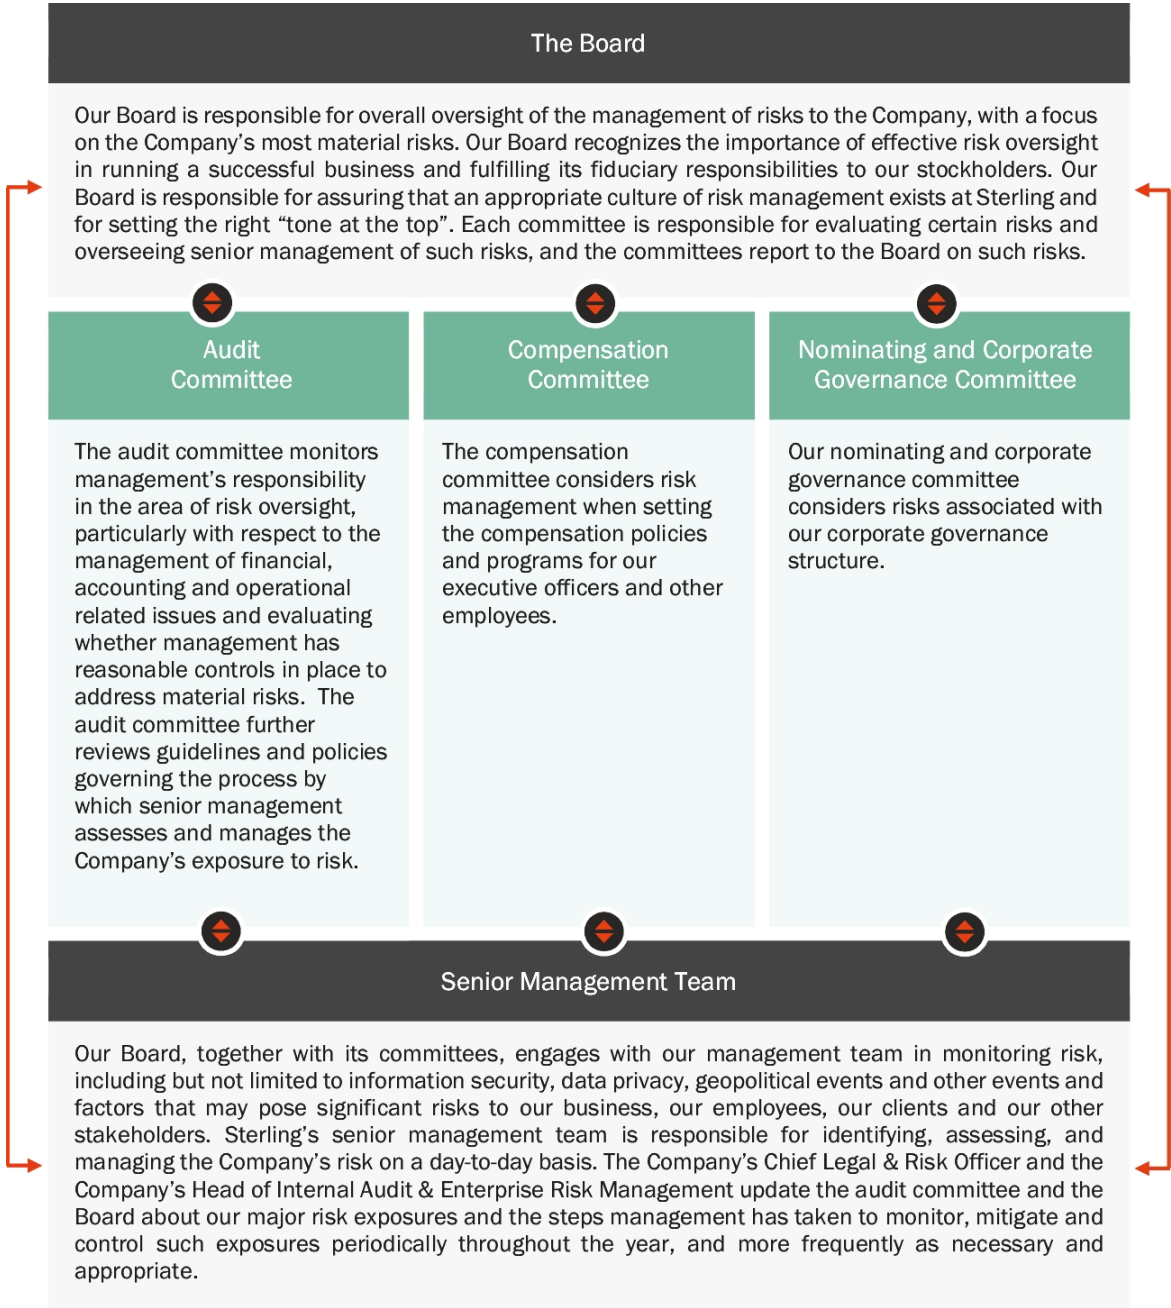 The Board
Our Board is responsible for overall oversight of the management of risks to the Company, with a focus
on the Company’s most material risks. Our Board recognizes the importance of effective risk oversight
in running a successful business and fulfilling its fiduciary responsibilities to our stockholders. Our
Board is responsible for assuring that an appropriate culture of risk management exists at Sterling and
for setting the right “tone at the top”. Each committee is responsible for evaluating certain risks and
overseeing senior management of such risks, and the committees report to the Board on such risks.
Audit
Committee
The audit committee monitors
management’s responsibility
in the area of risk oversight,
particularly with respect to the
management of financial,
accounting and operational
related issues and evaluating
whether management has
reasonable controls in place to
address material risks.  The
audit committee further
reviews guidelines and policies
governing the process by
which senior management
assesses and manages the
Company’s exposure to risk.
Compensation
Committee
The compensation
committee considers risk
management when setting
the compensation policies
and programs for our
executive officers and other
employees.
Nominating and Corporate
Governance Committee
Our nominating and corporate
governance committee
considers risks associated with
our corporate governance
structure.
Senior Management Team
Our Board, together with its committees, engages with our management team in monitoring risk,
including but not limited to information security, data privacy, geopolitical events and other events and
factors that may pose significant risks to our business, our employees, our clients and our other
stakeholders. Sterling’s senior management team is responsible for identifying, assessing, and
managing the Company’s risk on a day-to-day basis. The Company’s Chief Legal & Risk Officer and the
Company’s Head of Internal Audit & Enterprise Risk Management update the audit committee and the
Board about our major risk exposures and the steps management has taken to monitor, mitigate and
control such exposures periodically throughout the year, and more frequently as necessary and
appropriate.